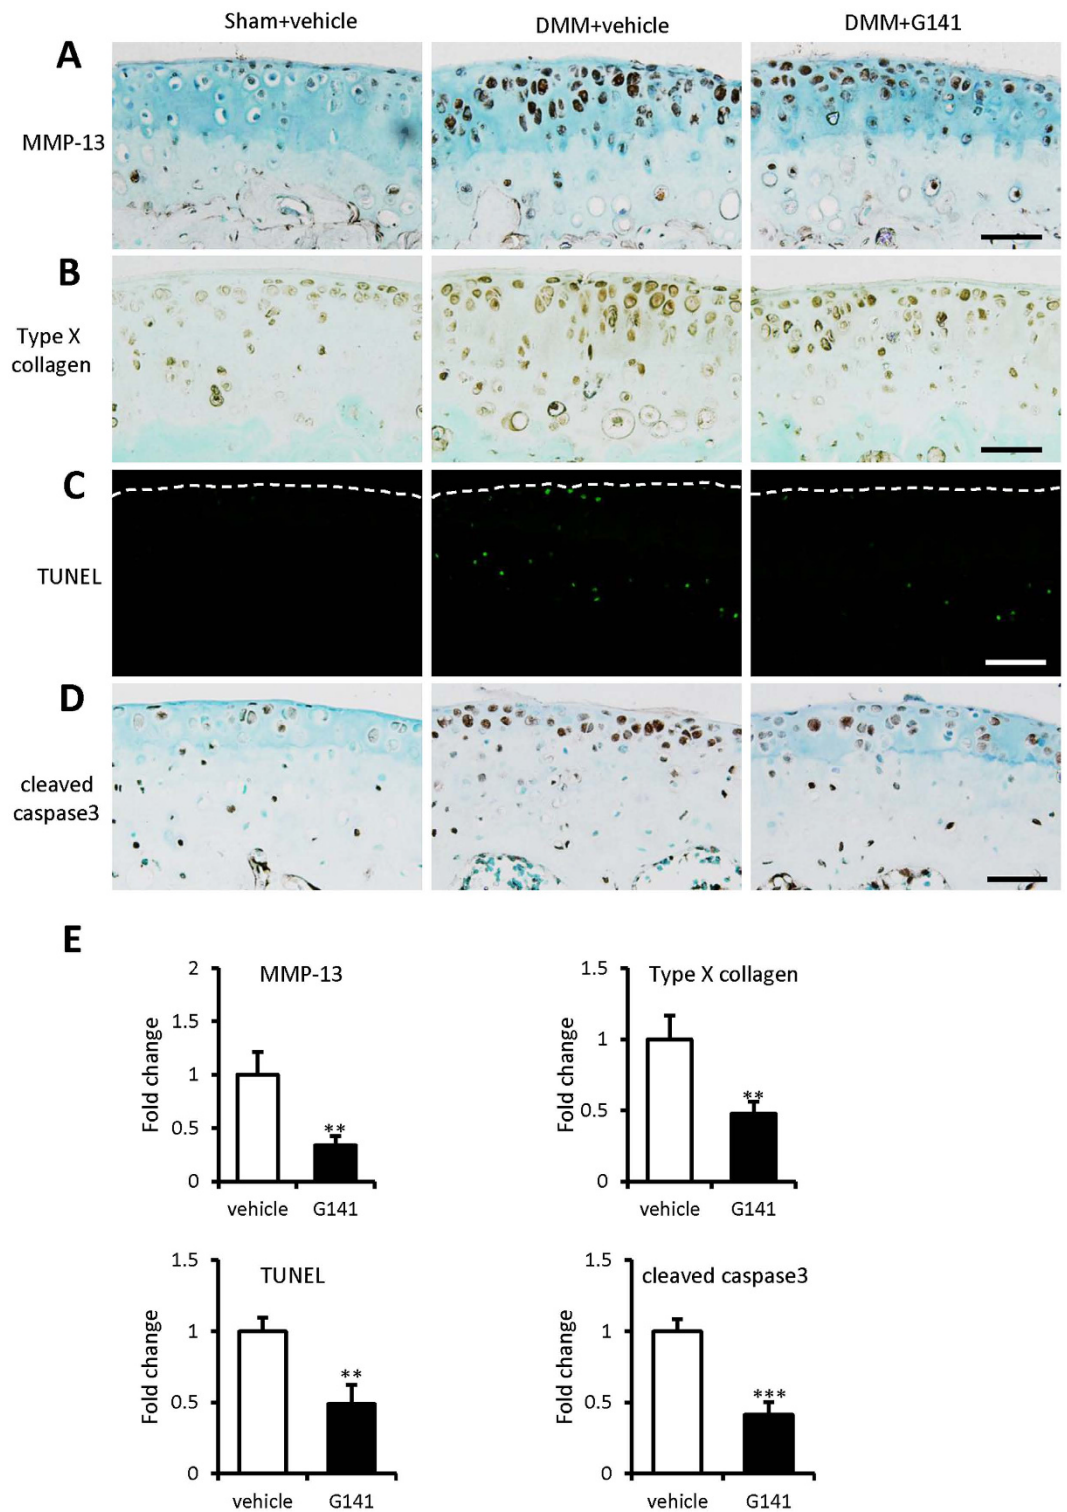 Sham+vehicle DMM+vehicle DMM+G141
A
MMP-13
B
Type X
collagen
C
TUNEL
D
cleaved
caspase3
E
MMP-13
2
1.5
1
0.5
0
Fold change
**
vehicle G141
Type X collagen
1.5
1
0.5
0
Fold change
**
vehicle G141
TUNEL
1.5
1
0.5
0
Fold change
**
vehicle G141
cleaved caspase3
1.5
1
0.5
0
Fold change
***
vehicle G141